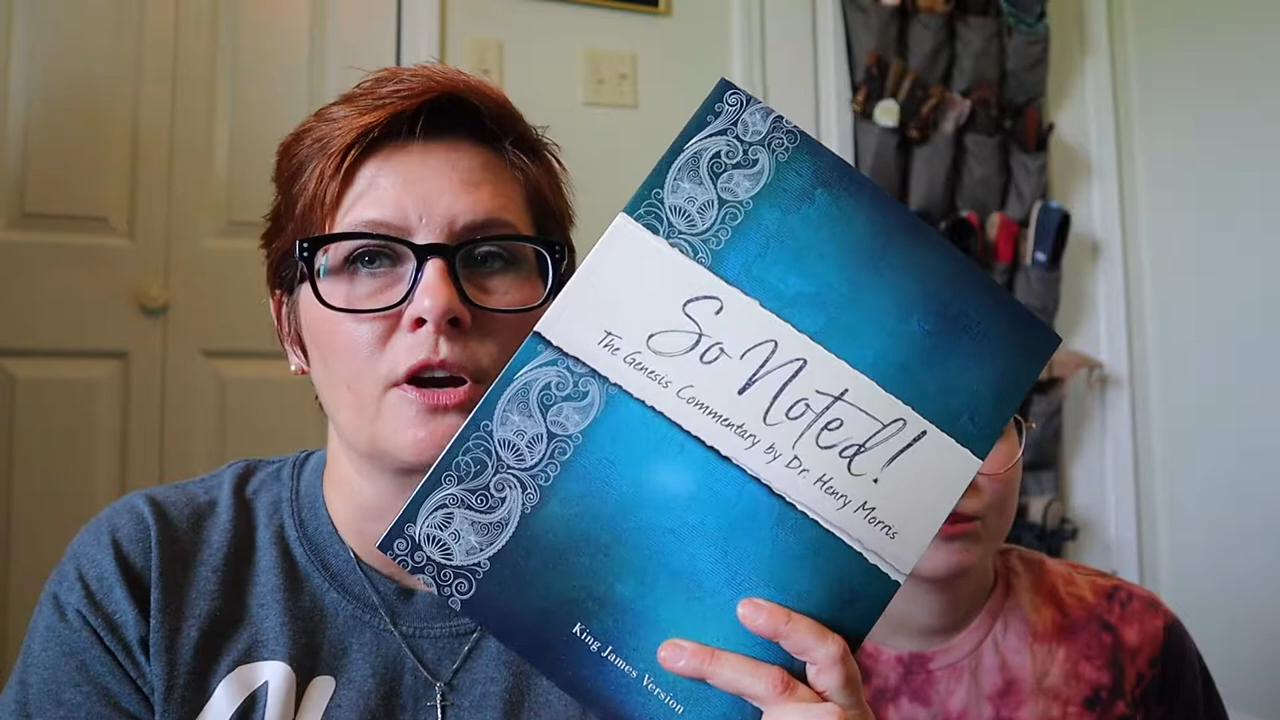 So Noted!
The Genesis Commentary by Dr. Henry Morris
King James Version